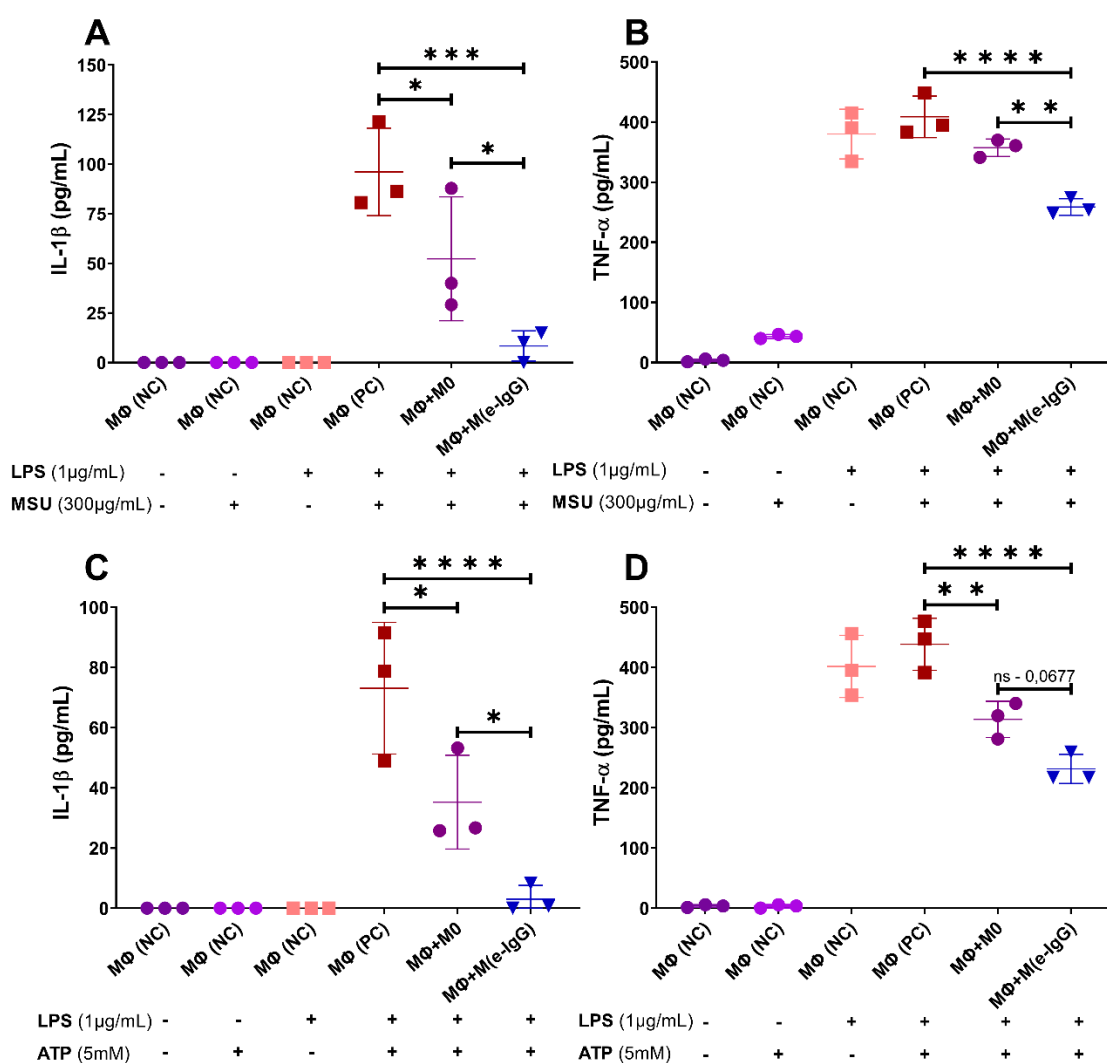 A
IL-1β (pg/mL)
150
125
100
75
50
25
0
*** 
*
*
MΦ (NC)
MΦ (NC)
MΦ (NC)
MΦ (PC)
MΦ+M0
MΦ+M(e-IgG)
LPS (1µg/mL) - - + + + +
MSU (300µg/mL) - + - + + +
B
TNF-α (pg/mL)
500
400
300
200
100
0
****
**
MΦ (NC)
MΦ (NC)
MΦ (NC)
MΦ (PC)
MΦ+M0
MΦ+M(e-IgG)
LPS (1µg/mL) - - + + + +
MSU (300µg/mL) - + - + + +
C
IL-1β (pg/mL)
100
80
60
40
20
0
****
*
*
MΦ (NC)
MΦ (NC)
MΦ (NC)
MΦ (PC)
MΦ+M0
MΦ+M(e-IgG)
LPS (1µg/mL) - - + + + +
ATP (5mM) - + - + + +
D
TNF-α (pg/mL)
500
400
300
200
100
0
****
**
ns - 0,0677
MΦ (NC)
MΦ (NC)
MΦ (NC)
MΦ (PC)
MΦ+M0
MΦ+M(e-IgG)
LPS (1µg/mL) - - + + + +
ATP (5mM) - + - + + +